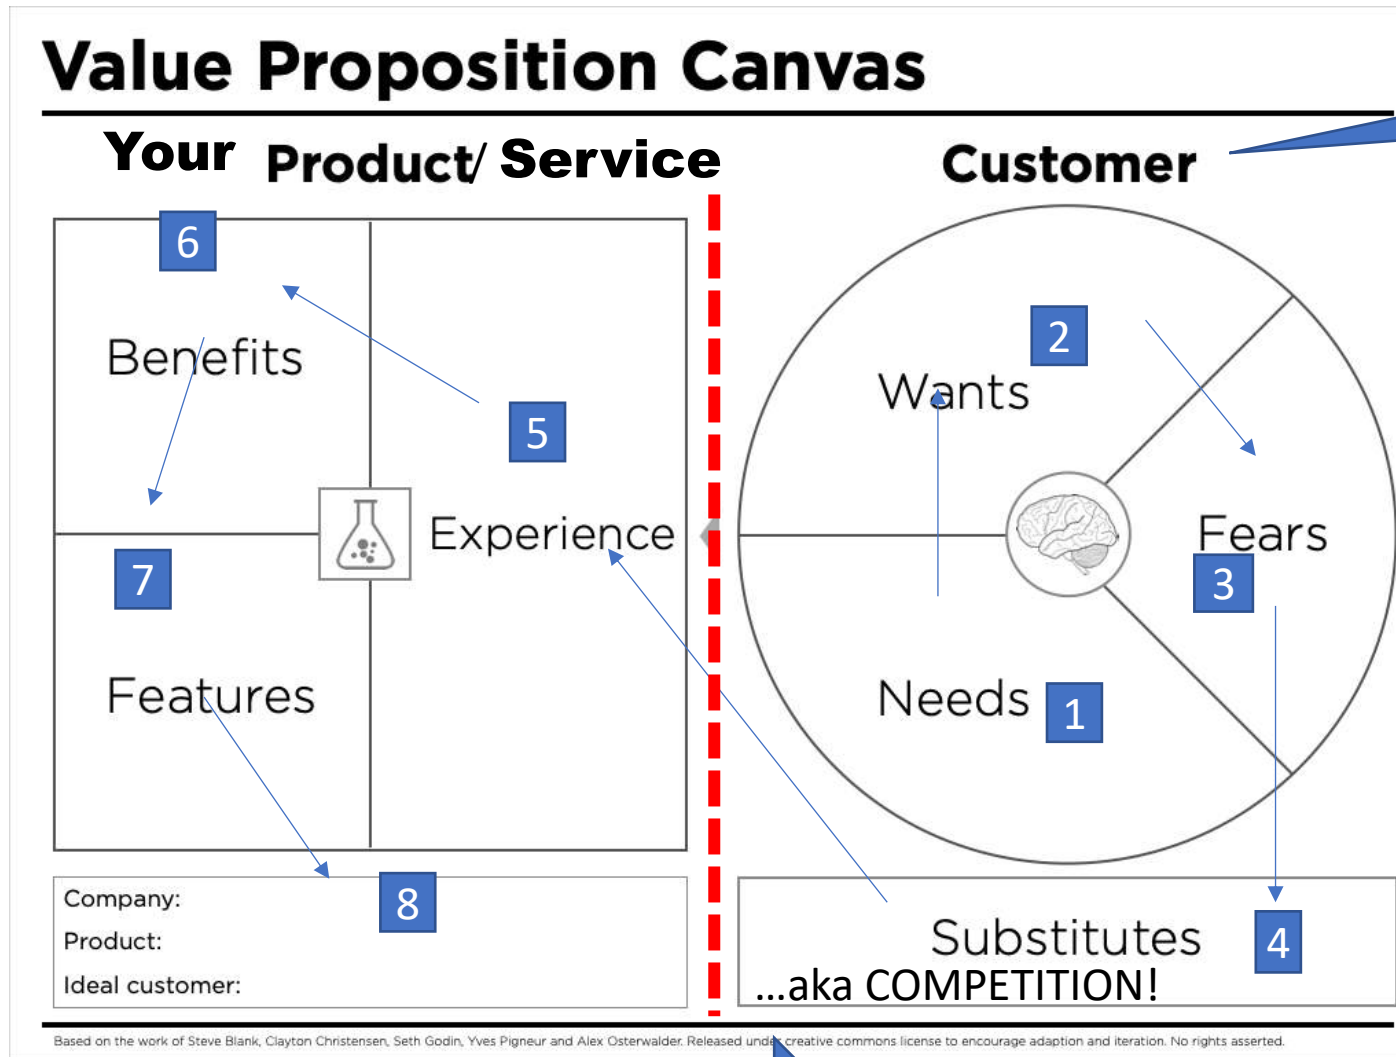 Value Proposition Canvas
Your Product/ Service
Customer
6
Benefits
5
Experience
7
Features
2
Wants
Fears
3
Needs 1
Company:
8
Product:
Ideal customer:
Substitutes 4
...aka COMPETITION!
Based on the work of Steve Blank, Clayton Christensen, Seth Godin, Yves Pigneur and Alex Osterwalder. Released under creative commons license to encourage adaption and iteration. No rights asserted.